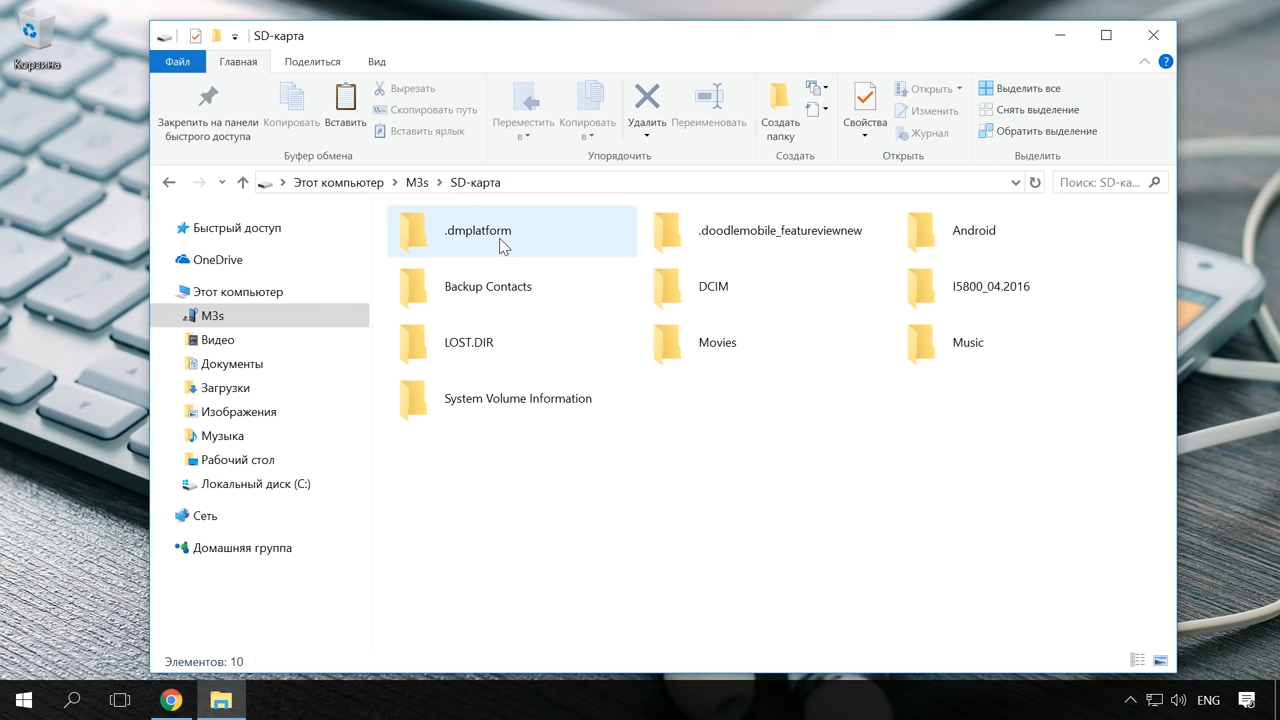 Корзина
SD-карта
Файл Главная Поделиться Вид
Закрепить на панели
быстрого доступа
Копировать
Вставить
Вырезать
Скопировать путь
Вставить ярлык
Буфер обмена
Переместить
в
Копировать
в
Удалить
Переименовать
Упорядочить
Создать
папку
Создать
Свойства
Открыть
Изменить
Журнал
Открыть
Выделить все
Снять выделение
Обратить выделение
Выделить
Этот компьютер M3s SD-карта
Поиск: SD-ка...
Быстрый доступ
OneDrive
Этот компьютер
M3s
Видео
Документы
Загрузки
Изображения
Музыка
Рабочий стол
Локальный диск (C:)
Сеть
Домашняя группа
.dmplatform .doodlemobile_featureviewnew Android
Backup Contacts DCIM I5800_04.2016
LOST.DIR Movies Music
System Volume Information
Элементов: 10
ENG